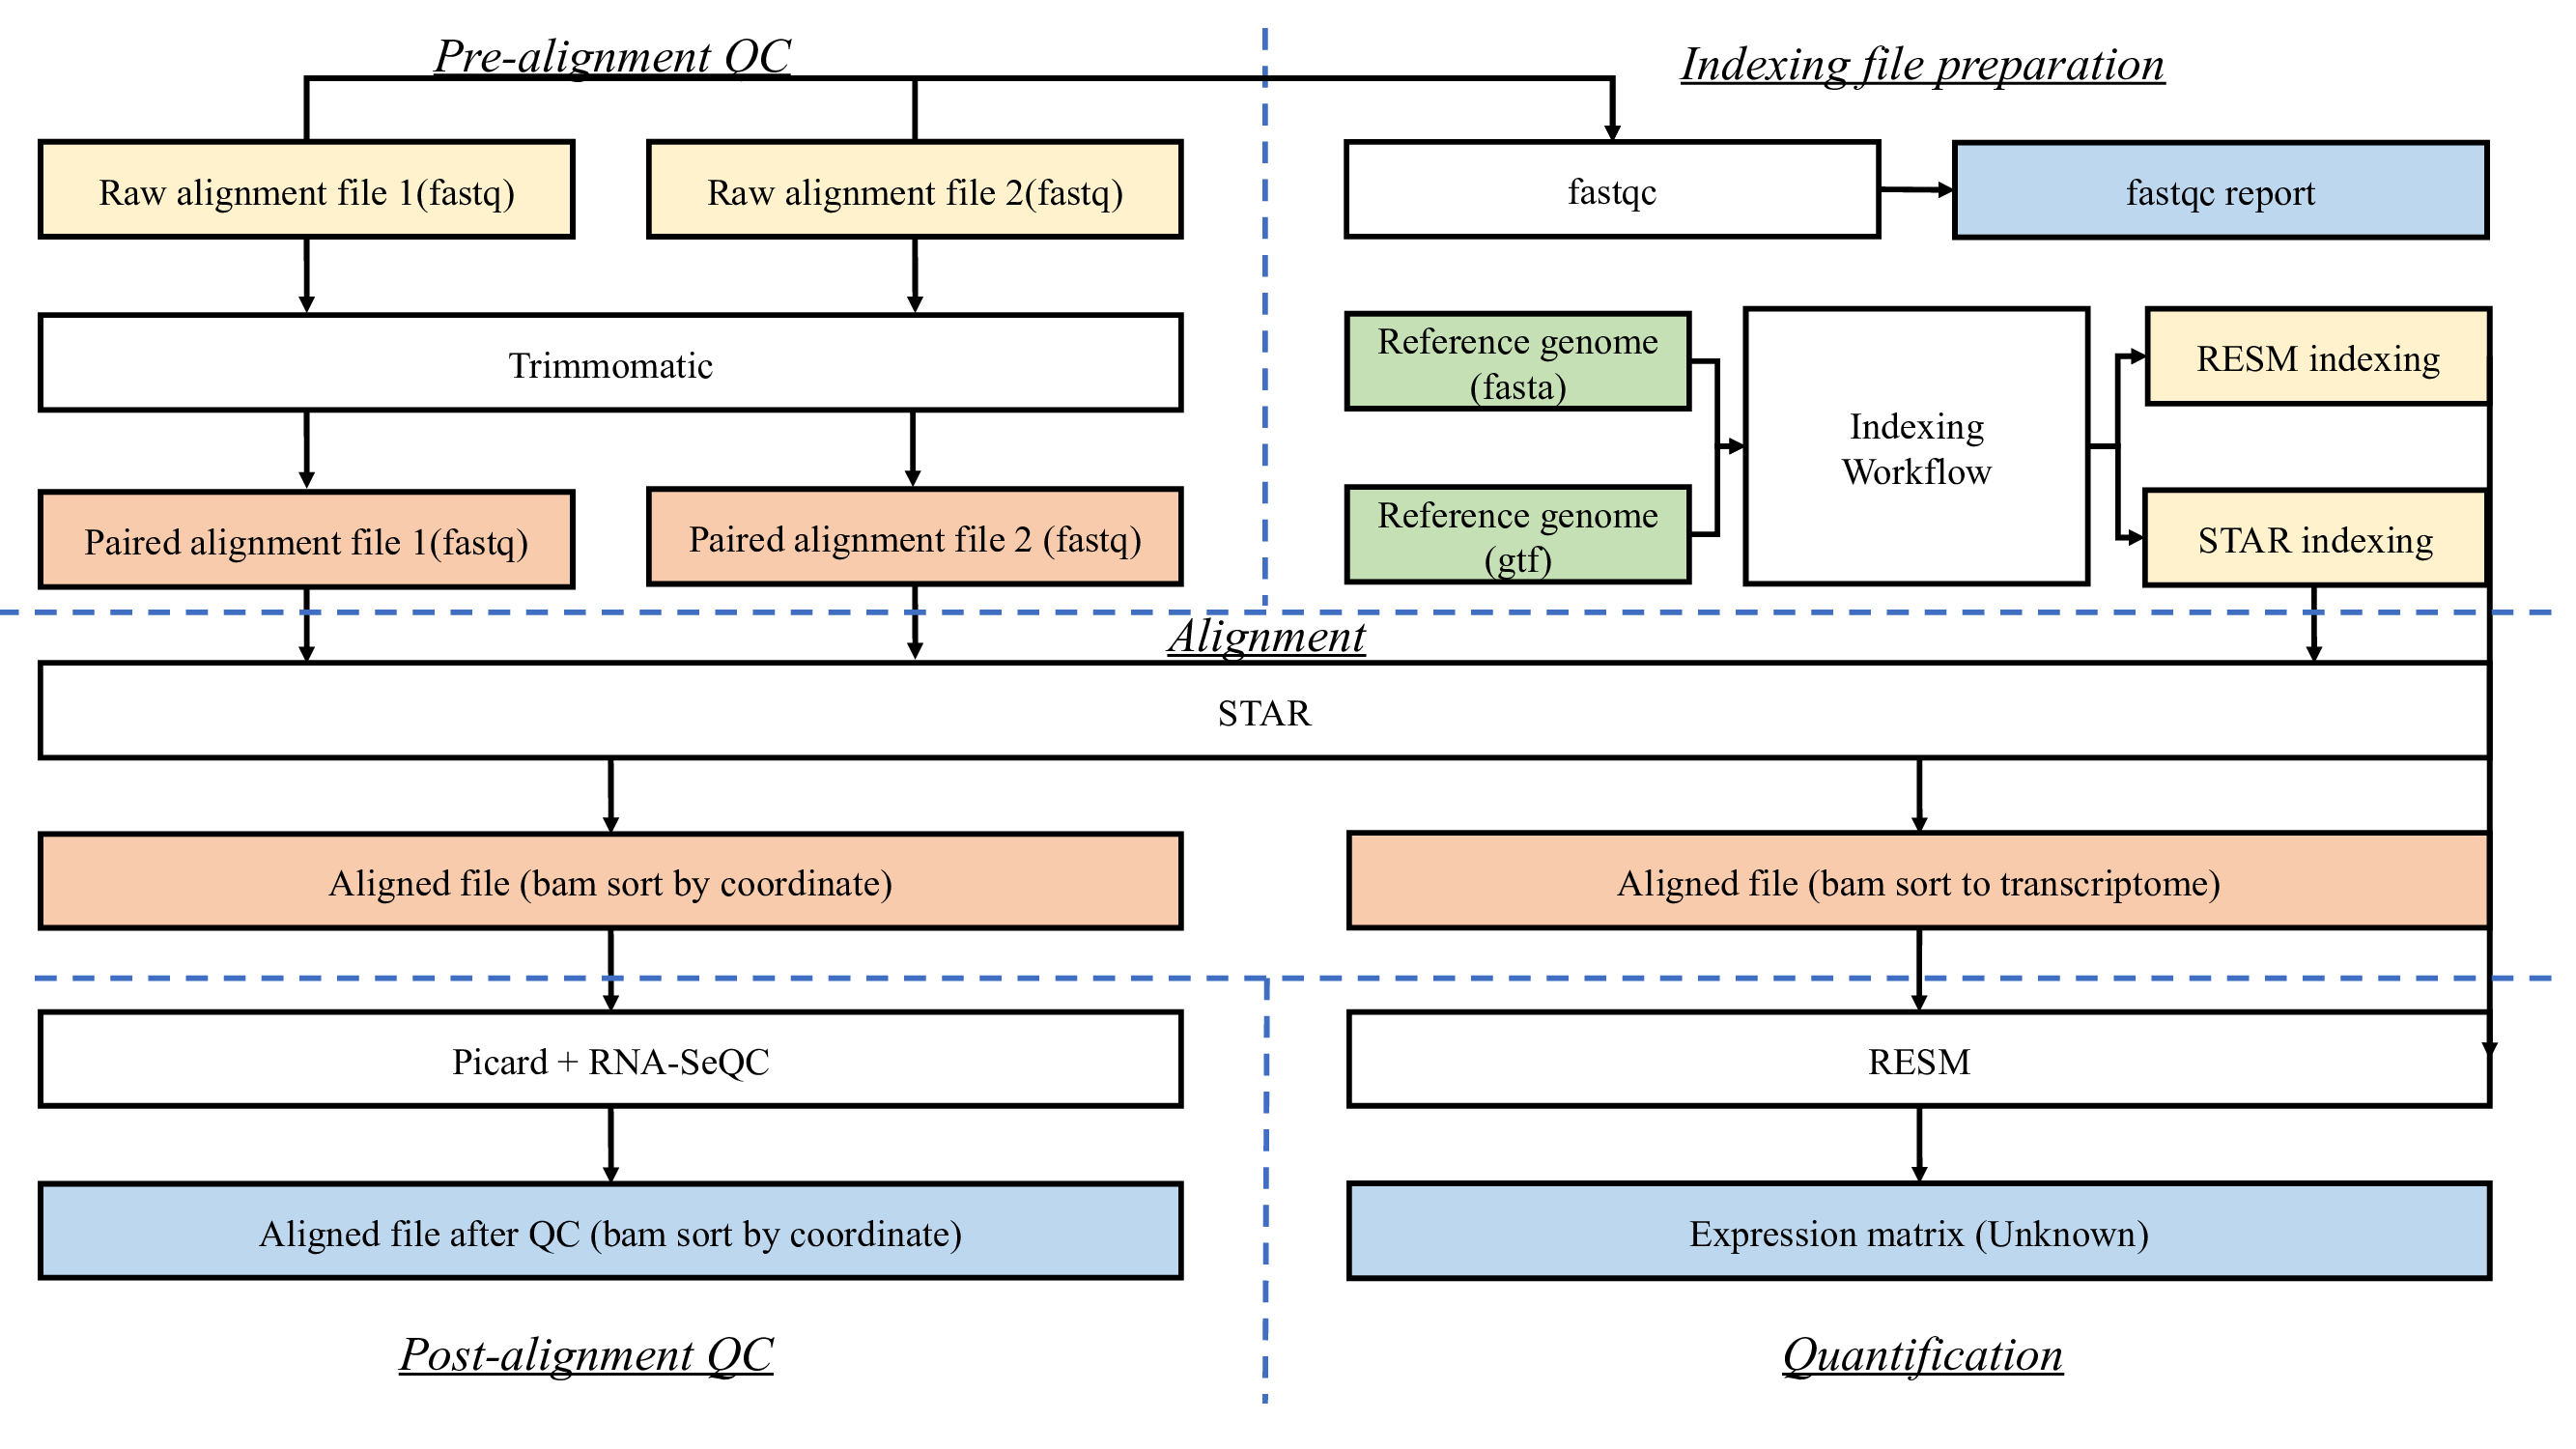 Pre-alignment QC
Indexing file preparation
Raw alignment file 1(fastq)
Raw alignment file 2(fastq)
fastqc
fastqc report
Trimmomatic
Reference genome
(fasta)
Indexing
Workflow
RESM indexing
Paired alignment file 1(fastq)
Paired alignment file 2 (fastq)
Reference genome
(gtf)
STAR indexing
Alignment
STAR
Aligned file (bam sort by coordinate)
Aligned file (bam sort to transcriptome)
Picard + RNA-SeQC
RESM
Aligned file after QC (bam sort by coordinate)
Expression matrix (Unknown)
Post-alignment QC
Quantification